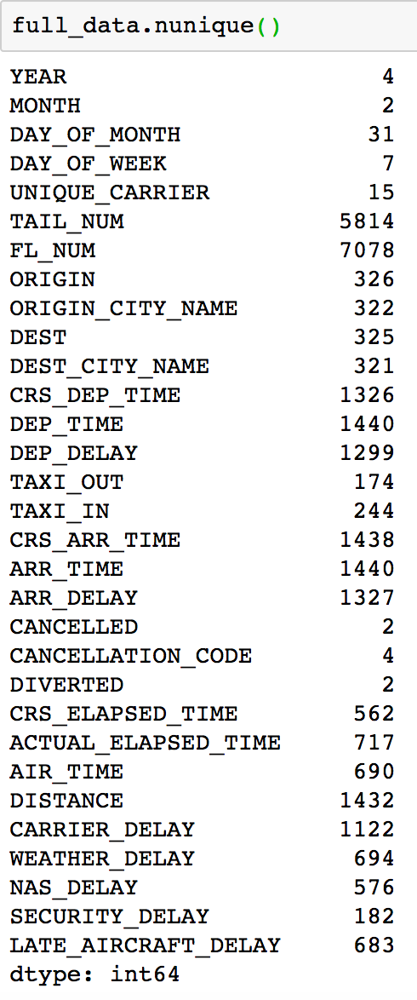 full_data.nunique()
YEAR 4
MONTH 2
DAY_OF_MONTH 31
DAY_OF_WEEK 7
UNIQUE_CARRIER 15
TAIL_NUM 5814
FL_NUM 7078
ORIGIN 326
ORIGIN_CITY_NAME 322
DEST 325
DEST_CITY_NAME 321
CRS_DEP_TIME 1326
DEP_TIME 1440
DEP_DELAY 1299
TAXI_OUT 174
TAXI_IN 244
CRS_ARR_TIME 1438
ARR_TIME 1440
ARR_DELAY 1327
CANCELLED 2
CANCELLATION_CODE 4
DIVERTED 2
CRS_ELAPSED_TIME 562
ACTUAL_ELAPSED_TIME 717
AIR_TIME 690
DISTANCE 1432
CARRIER_DELAY 1122
WEATHER_DELAY 694
NAS_DELAY 576
SECURITY_DELAY 182
LATE_AIRCRAFT_DELAY 683
dtype: int64